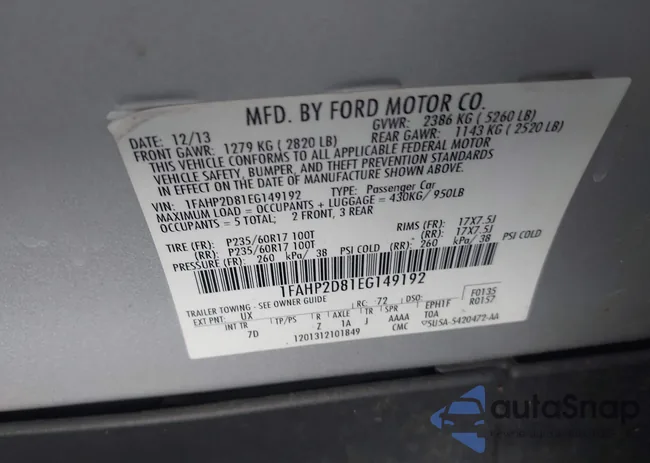 MFD. BY FORD MOTOR CO.
DATE: 12/13 GVWR: 2386 KG ( 5260 LB)
FRONT GAWR: 1279 KG ( 2820 LB) REAR GAWR: 1143 KG ( 2520 LB)
THIS VEHICLE CONFORMS TO ALL APPLICABLE FEDERAL MOTOR
VEHICLE SAFETY, BUMPER, AND THEFT PREVENTION STANDARDS
IN EFFECT ON THE DATE OF MANUFACTURE SHOWN ABOVE.
VIN: 1FAHP2D81EG149192 TYPE: Passenger Car
MAXIMUM LOAD = OCCUPANTS + LUGGAGE = 430KG/950LB
OCCUPANTS = 5 TOTAL; 2 FRONT, 3 REAR
TIRE (FR): P235/60R17 100T RIMS (FR): 17X7.5J
(RR): P235/60R17 100T (RR): 17X7.5J
PRESSURE (FR): 260 kPa/ 38 PSI COLD (RR): 260 kPa/ 38 PSI COLD
1FAHP2D81EG149192
TRAILER TOWING - SEE OWNER GUIDE
EXT PNT: UX RC: 72 DSO: F0135
R0157
INT TR TP/PS R AXLE TR SPR EPH1F
7D Z 1A J AAAA TOA
1201312101849 CMC 5USA-5420472-AA
autoSnap